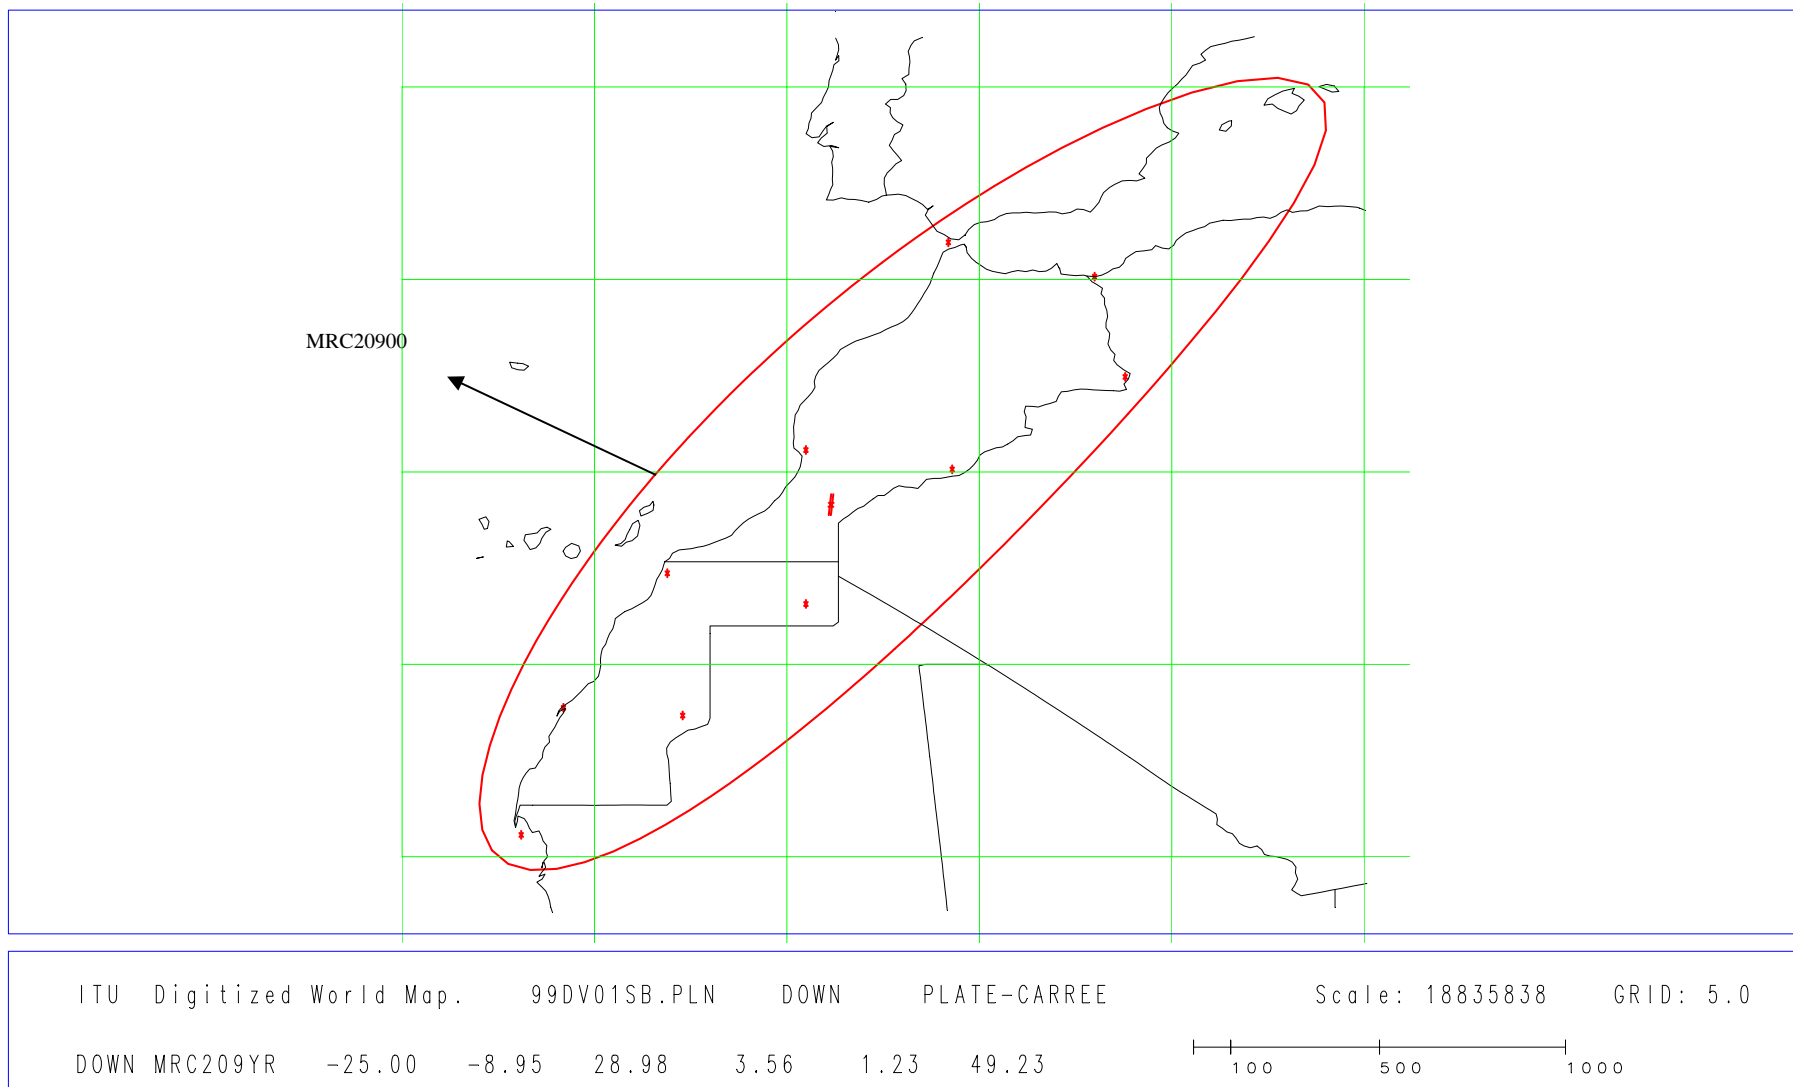 MRC20900
ITU Digitized World Map. 99DV01SB.PLN DOWN PLATE-CARREE Scale: 18835838 GRID: 5.0
DOWN MRC209YR -25.00 -8.95 28.98 3.56 1.23 49.23 100 500 1000